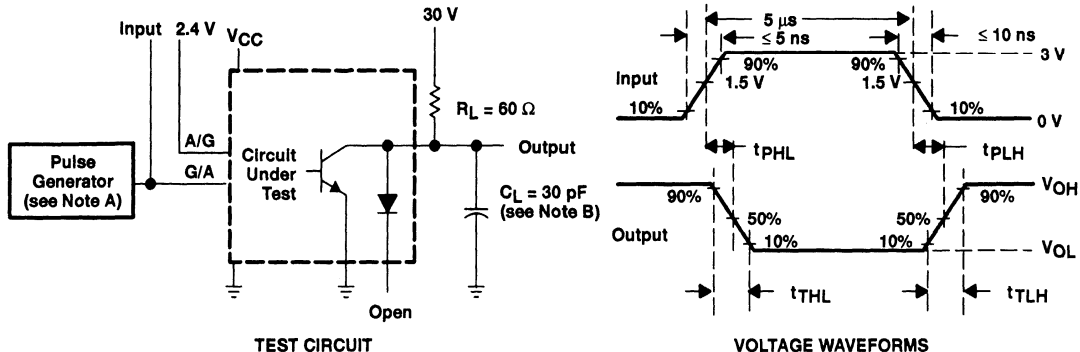 Input 2.4 V
VCC
30 V
RL = 60 Ω
A/G
G/A
Pulse
Generator
(see Note A)
Circuit
Under
Test
Output
CL = 30 pF
(see Note B)
Open
TEST CIRCUIT
5 µs
≤ 5 ns
≤ 10 ns
3 V
90%
90%
Input
1.5 V
1.5 V
10%
10%
0 V
tPHL
tPLH
VOH
90%
90%
50%
50%
Output
10%
10%
VOL
tTHL
tTLH
VOLTAGE WAVEFORMS